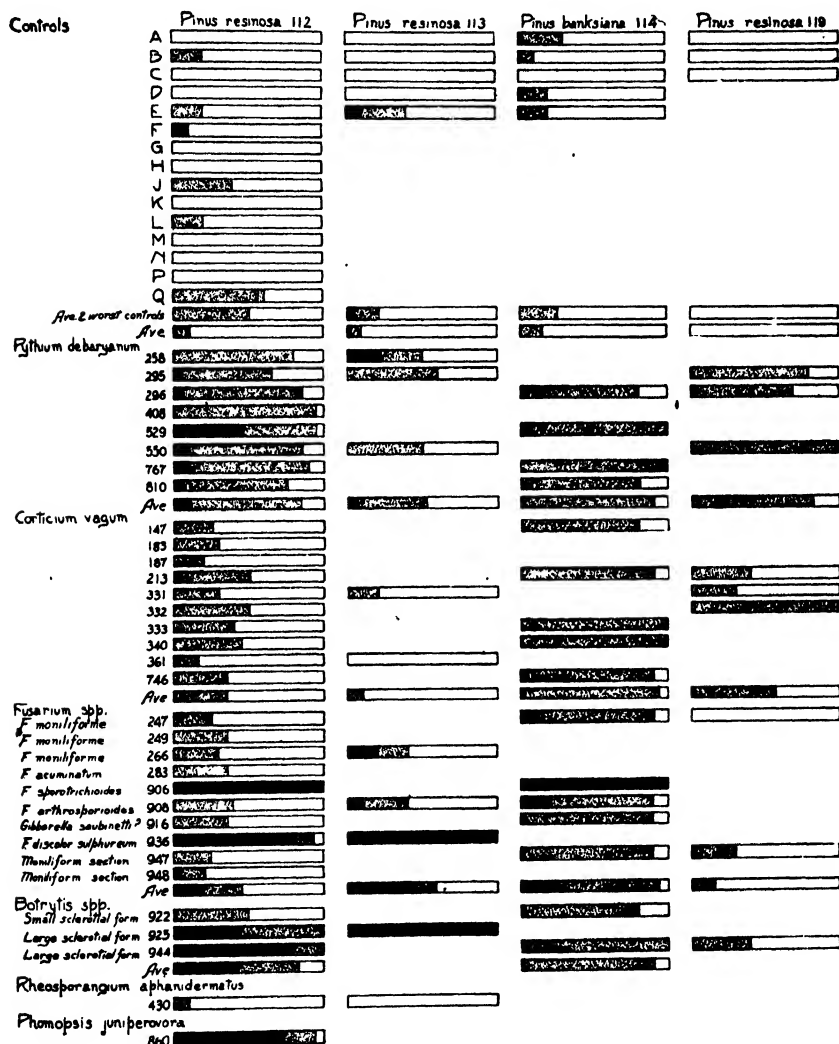 Controls
Pinus resinosa 112 Pinus resinosa 113 Pinus banksiana 114 Pinus resinosa 119
A
B
C
D
E
F
G
H
J
K
L
M
N
P
Q
Ave. 2 worst controls
Ave
Pythium debaryanum
258
295
296
408
529
550
767
810
Ave
Corticium vagum
147
183
187
213
331
332
333
340
361
746
Ave
Fusarium spp.
F moniliforme 247
F moniliforme 249
F moniliforme 266
F acuminatum 283
F sporotrichioides 906
F arthrosporioides 908
Gibberella saubinetii? 916
F discolor sulphureum 936
Moniliform section 947
Moniliform section 948
Ave
Botrytis spp.
Small sclerotial form 922
Large sclerotial form 925
Large sclerotial form 944
Ave
Rheosporangium aphanidermatus
430
Phomopsis juniperovora
860